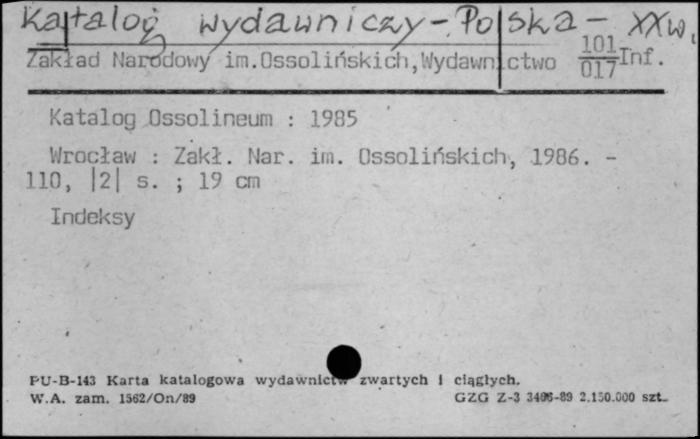 Katalog wydawniczy - Polska - XX w.
Zakład Narodowy im.Ossolińskich,Wydawnictwo 101/017 Inf.
Katalog Ossolineum : 1985
Wrocław : Zakł. Nar. im. Ossolińskich, 1986. -
110, |2| s. ; 19 cm
Indeksy
PU-B-143 Karta katalogowa wydawnictw zwartych i ciągłych.
W.A. zam. 1562/On/89 GZG Z-3 3406-89 2.150.000 szt.